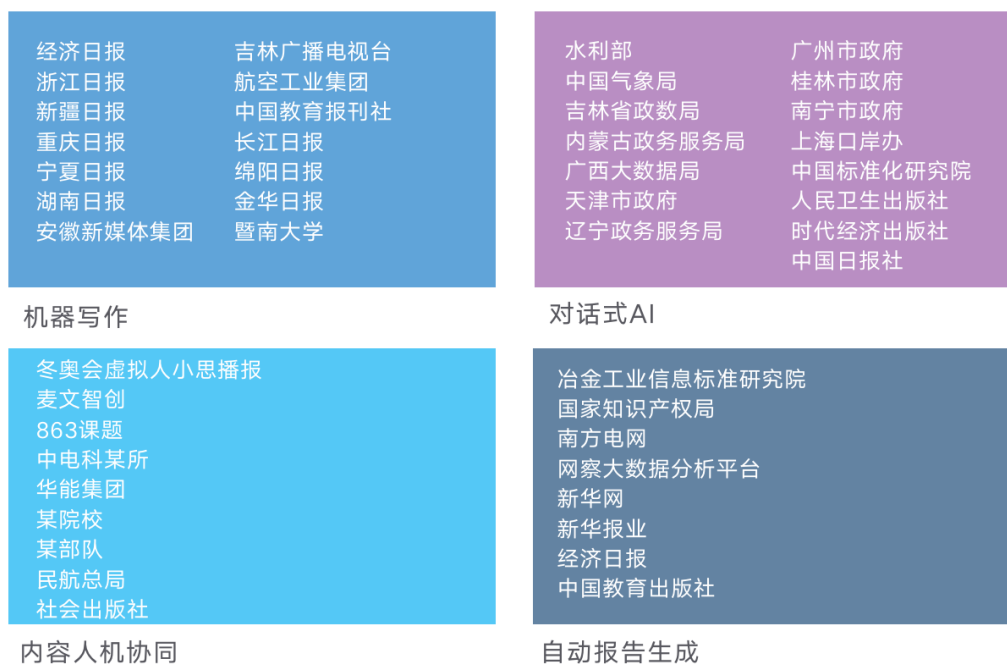 经济日报
浙江日报
新疆日报
重庆日报
宁夏日报
湖南日报
安徽新媒体集团
吉林广播电视台
航空工业集团
中国教育报刊社
长江日报
绵阳日报
金华日报
暨南大学
机器写作
水利部
中国气象局
吉林省政数局
内蒙古政务服务局
广西大数据局
天津市政府
辽宁政务服务局
广州市政府
桂林市政府
南宁市政府
上海口岸办
中国标准化研究院
人民卫生出版社
时代经济出版社
中国日报社
对话式AI
冬奥会虚拟人小思播报
麦文智创
863课题
中电科某所
华能集团
某院校
某部队
民航总局
社会出版社
内容人机协同
冶金工业信息标准研究院
国家知识产权局
南方电网
网察大数据分析平台
新华网
新华报业
经济日报
中国教育出版社
自动报告生成